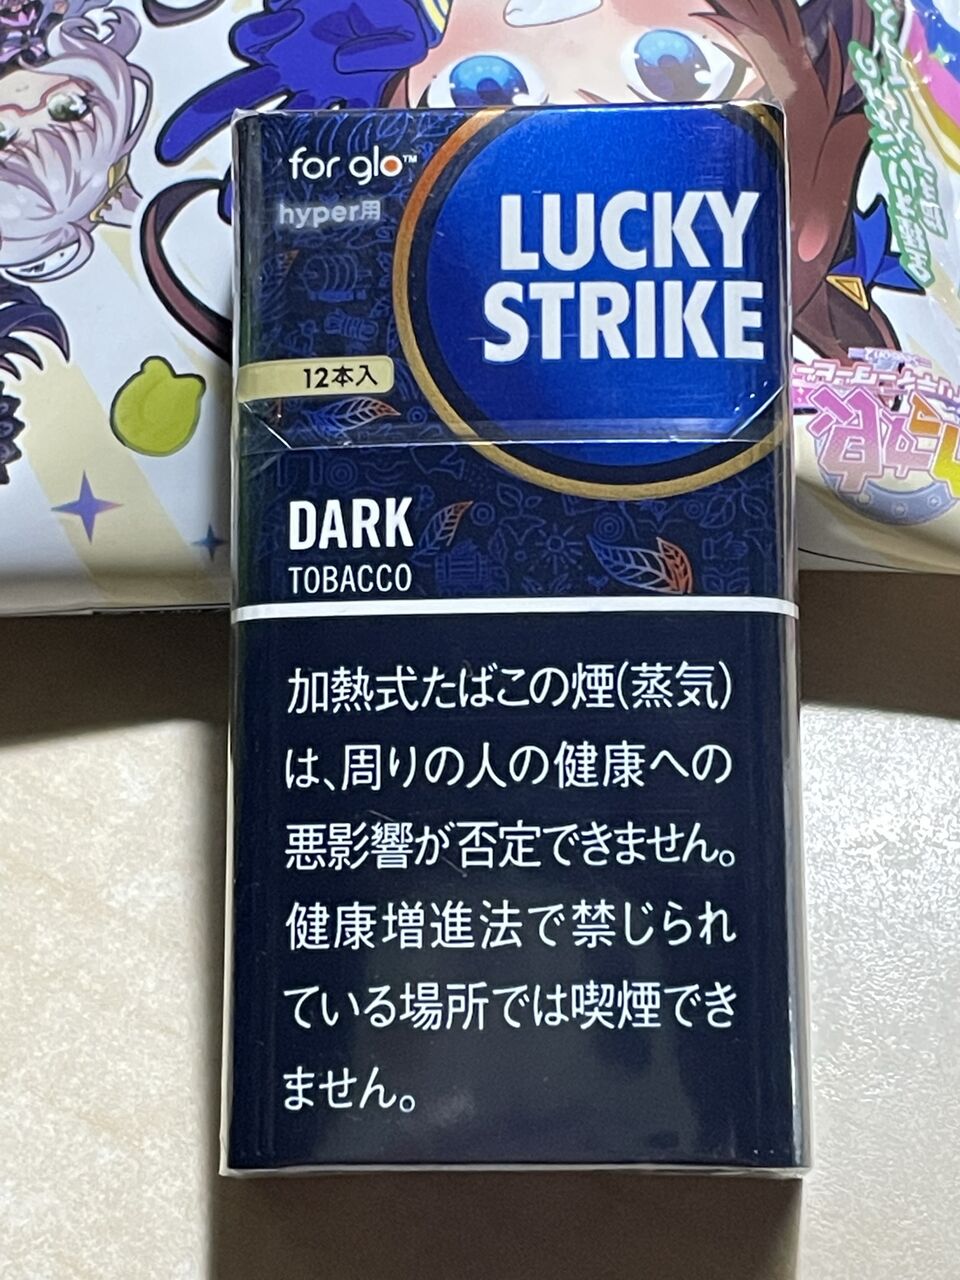 for glo™
hyper用
LUCKY
STRIKE
12本入
DARK
TOBACCO
加熱式たばこの煙(蒸気)
は、周りの人の健康への
悪影響が否定できません。
健康増進法で禁じられ
ている場所では喫煙でき
ません。